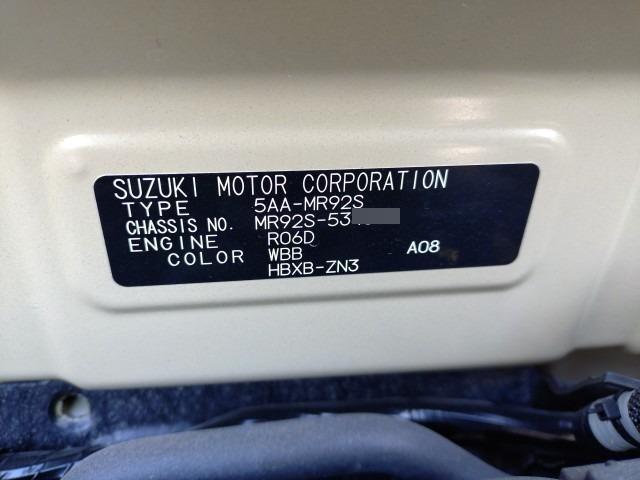 SUZUKI MOTOR CORPORATION
TYPE 5AA-MR92S
CHASSIS NO. MR92S-53
ENGINE R06D
COLOR WBB A08
HBXB-ZN3